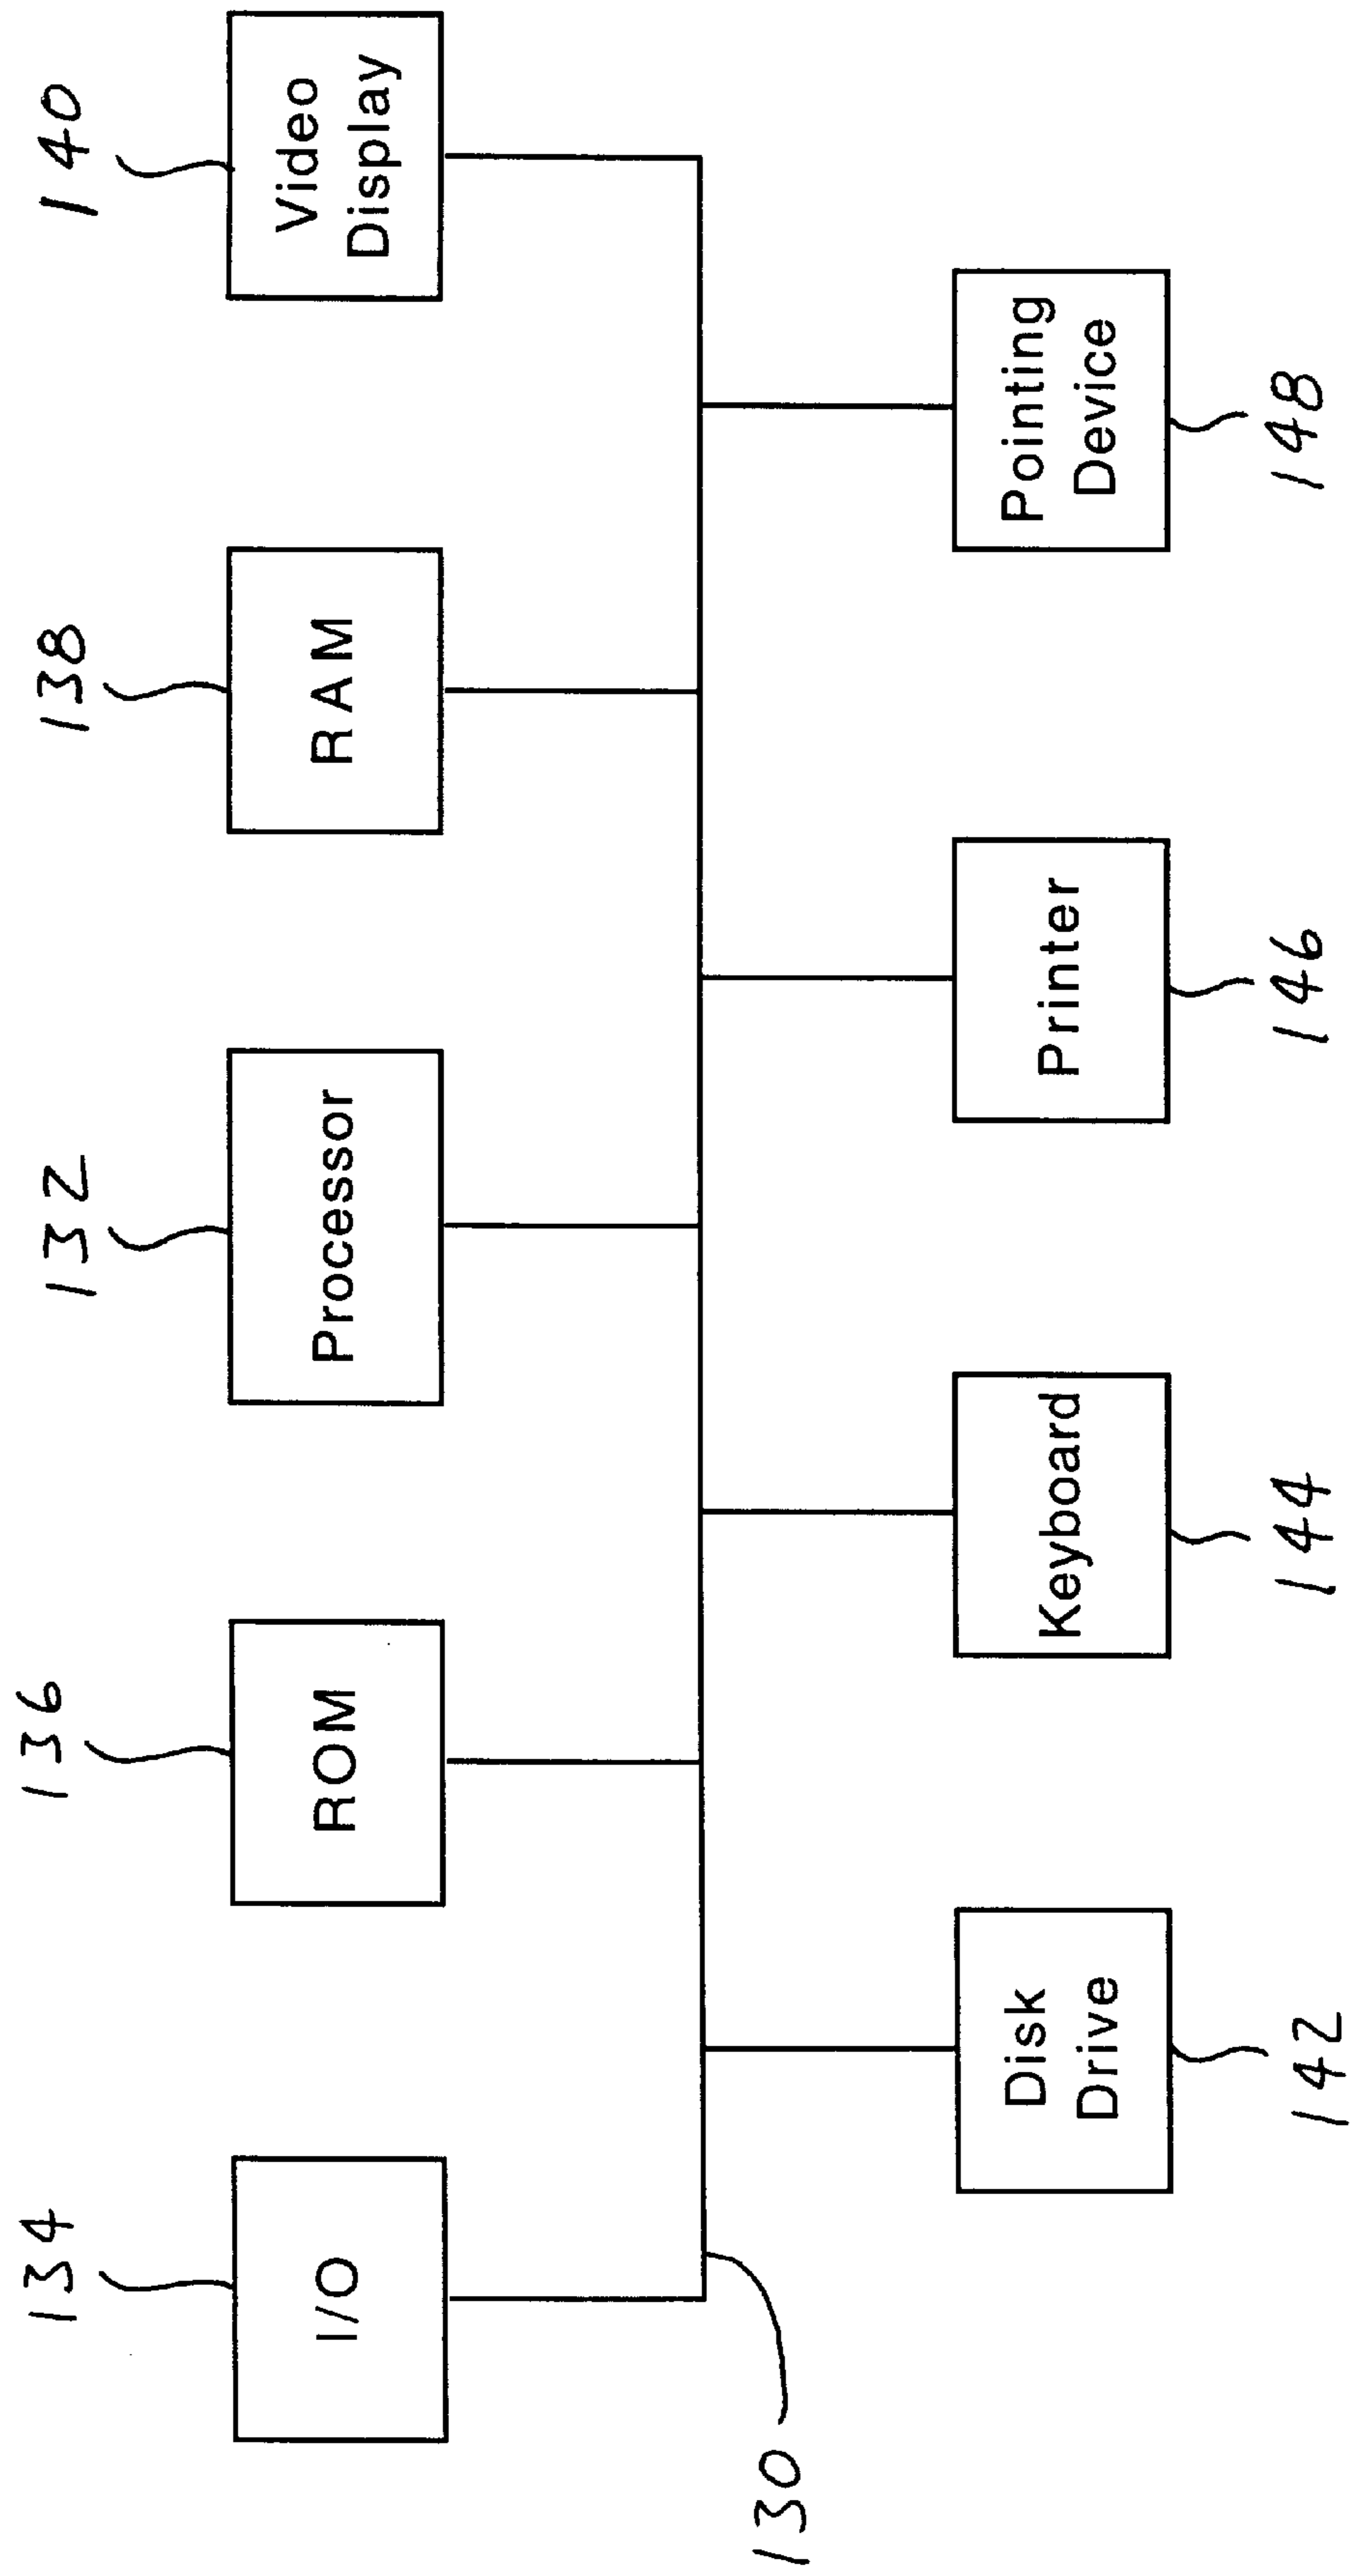 134
136
132
138
140
I/O
ROM
Processor
RAM
Video
Display
130
Disk
Drive
Keyboard
Printer
Pointing
Device
142
144
146
148